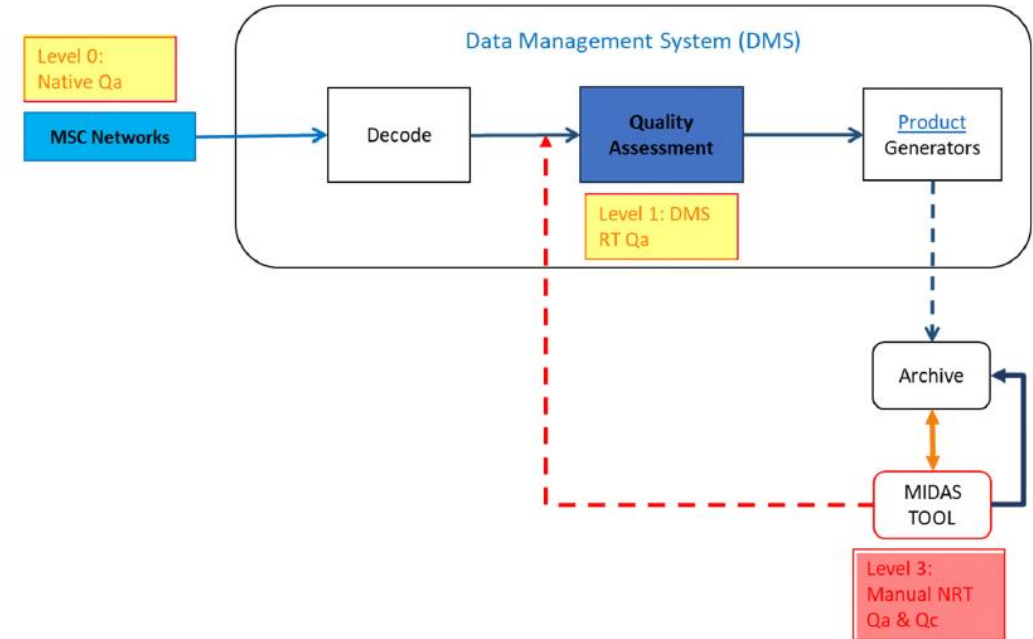 Data Management System (DMS)
Level 0:
Native Qa
MSC Networks
Decode
Quality
Assessment
Product
Generators
Level 1: DMS
RT Qa
Archive
MIDAS
TOOL
Level 3:
Manual NRT
Qa & Qc